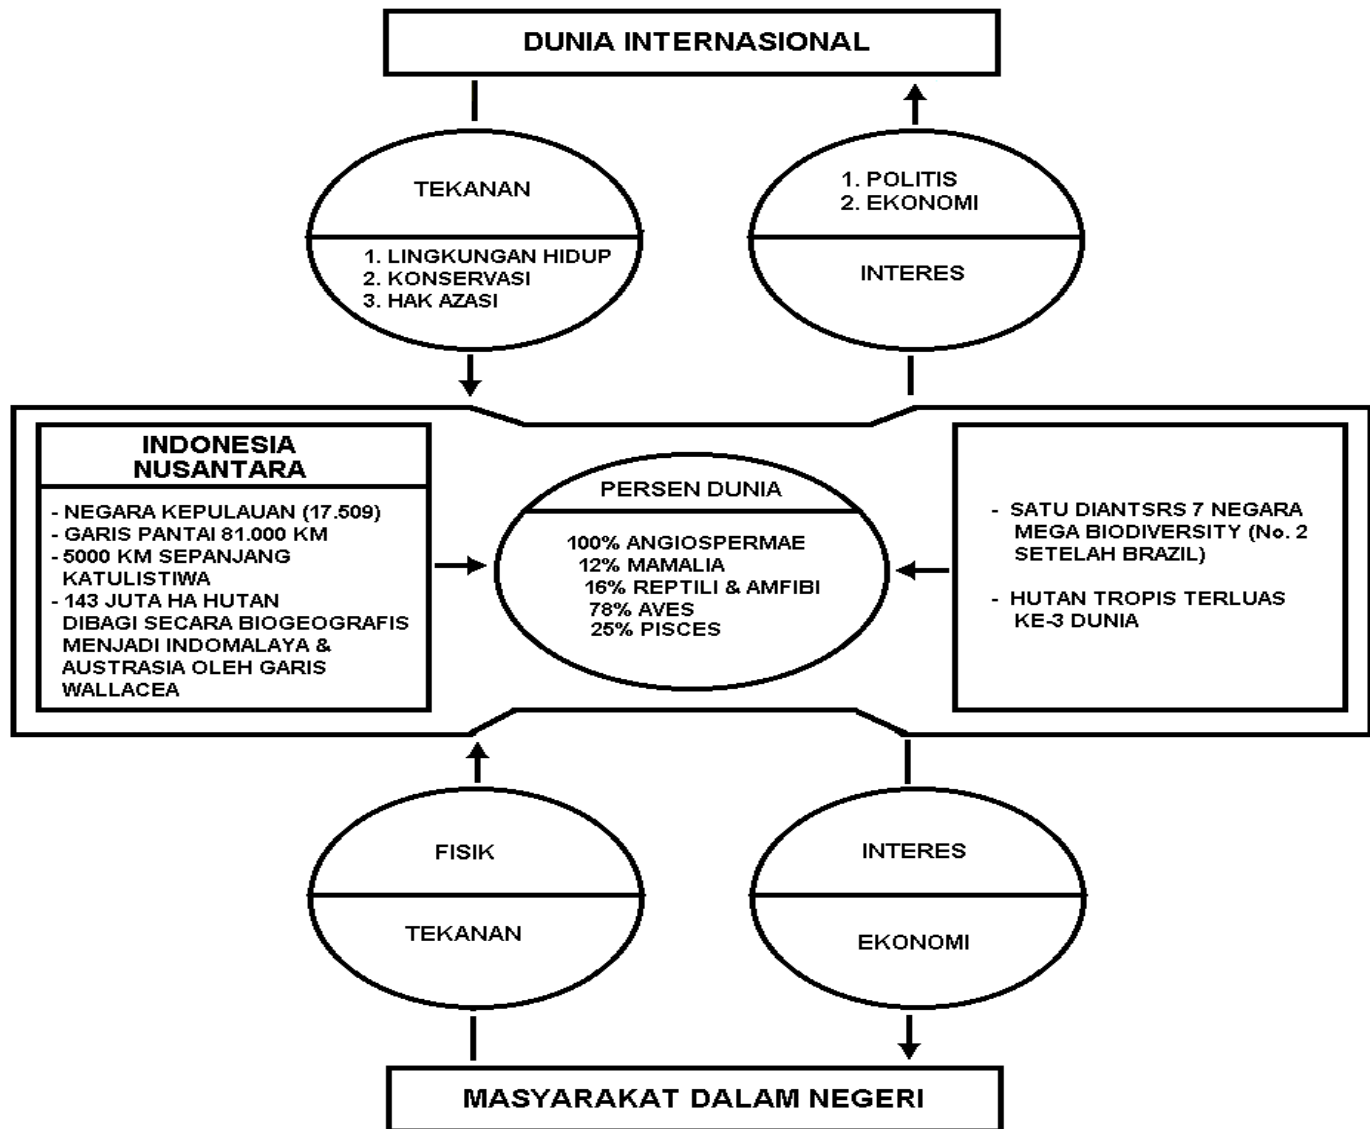 DUNIA INTERNASIONAL
TEKANAN
1. LINGKUNGAN HIDUP
2. KONSERVASI
3. HAK AZASI
1. POLITIS
2. EKONOMI
INTERES
INDONESIA
NUSANTARA
- NEGARA KEPULAUAN (17.509)
- GARIS PANTAI 81.000 KM
- 5000 KM SEPANJANG
KATULISTIWA
- 143 JUTA HA HUTAN
DIBAGI SECARA BIOGEOGRAFIS
MENJADI INDOMALAYA &
AUSTRASIA OLEH GARIS
WALLACEA
PERSEN DUNIA
100% ANGIOSPERMAE
12% MAMALIA
16% REPTILI & AMFIBI
78% AVES
25% PISCES
- SATU DIANTSRS 7 NEGARA
MEGA BIODIVERSITY (No. 2
SETELAH BRAZIL)
- HUTAN TROPIS TERLUAS
KE-3 DUNIA
FISIK
TEKANAN
INTERES
EKONOMI
MASYARAKAT DALAM NEGERI